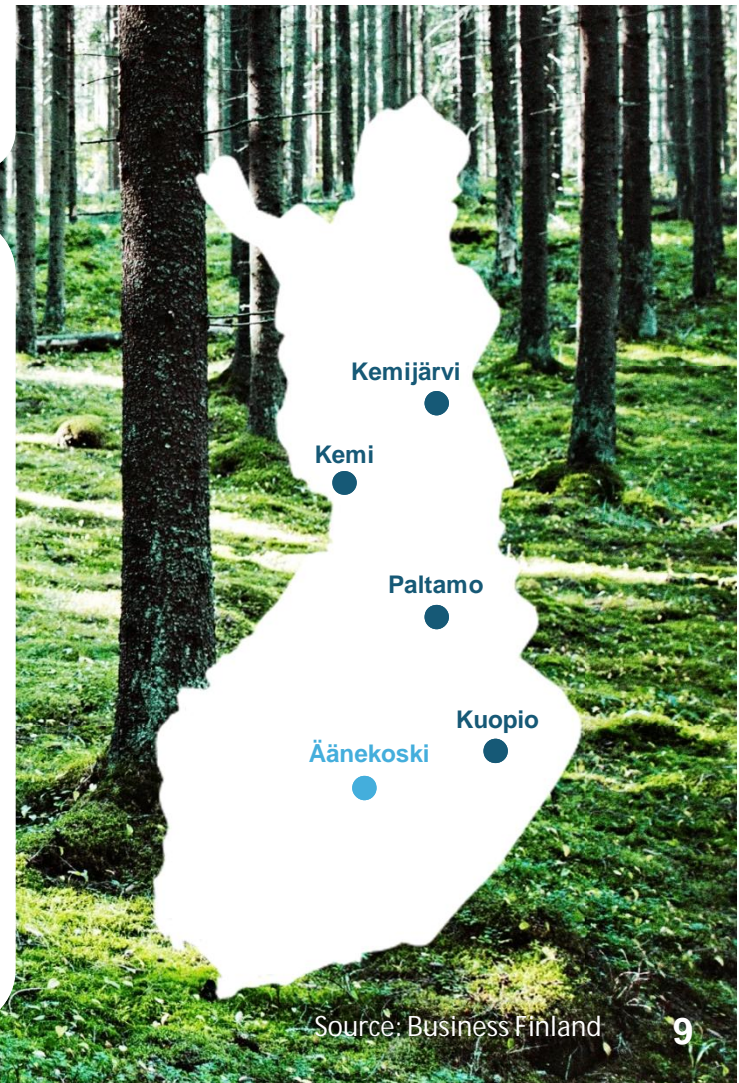 Kemijärvi
Kemi
Paltamo
Kuopio
Äänekoski
Source: Business Finland
9